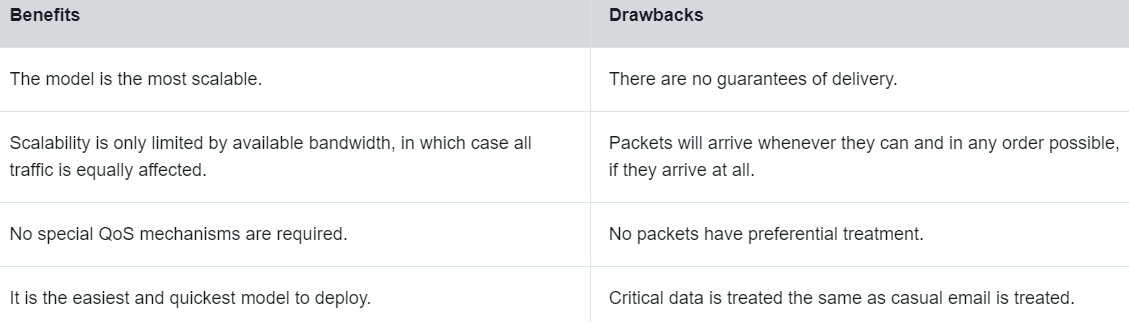 Benefits
Drawbacks
The model is the most scalable.
There are no guarantees of delivery.
Scalability is only limited by available bandwidth, in which case all
traffic is equally affected.
Packets will arrive whenever they can and in any order possible,
if they arrive at all.
No special QoS mechanisms are required.
No packets have preferential treatment.
It is the easiest and quickest model to deploy.
Critical data is treated the same as casual email is treated.